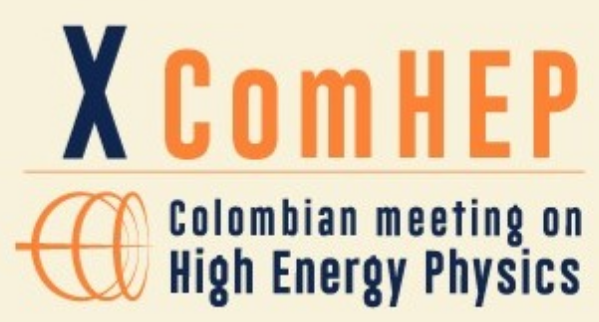 X ComHEP
Colombian meeting on
High Energy Physics